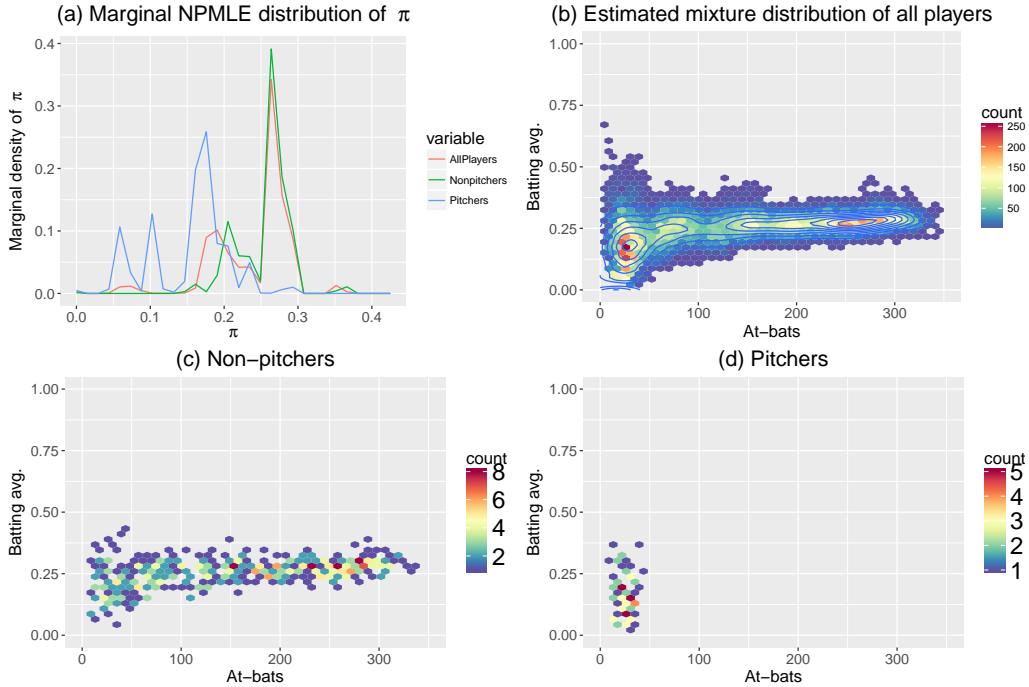 (a) Marginal NPMLE distribution of π
Marginal density of π
0.4
0.3
0.2
0.1
0.0
0.0 0.1 0.2 0.3 0.4
π
variable
AllPlayers
Nonpitchers
Pitchers
(b) Estimated mixture distribution of all players
Batting avg.
1.00
0.75
0.50
0.25
0.00
0 100 200 300
At−bats
count
250
200
150
100
50
(c) Non−pitchers
Batting avg.
1.00
0.75
0.50
0.25
0.00
0 100 200 300
At−bats
count
8
6
4
2
(d) Pitchers
Batting avg.
1.00
0.75
0.50
0.25
0.00
0 100 200 300
At−bats
count
5
4
3
2
1